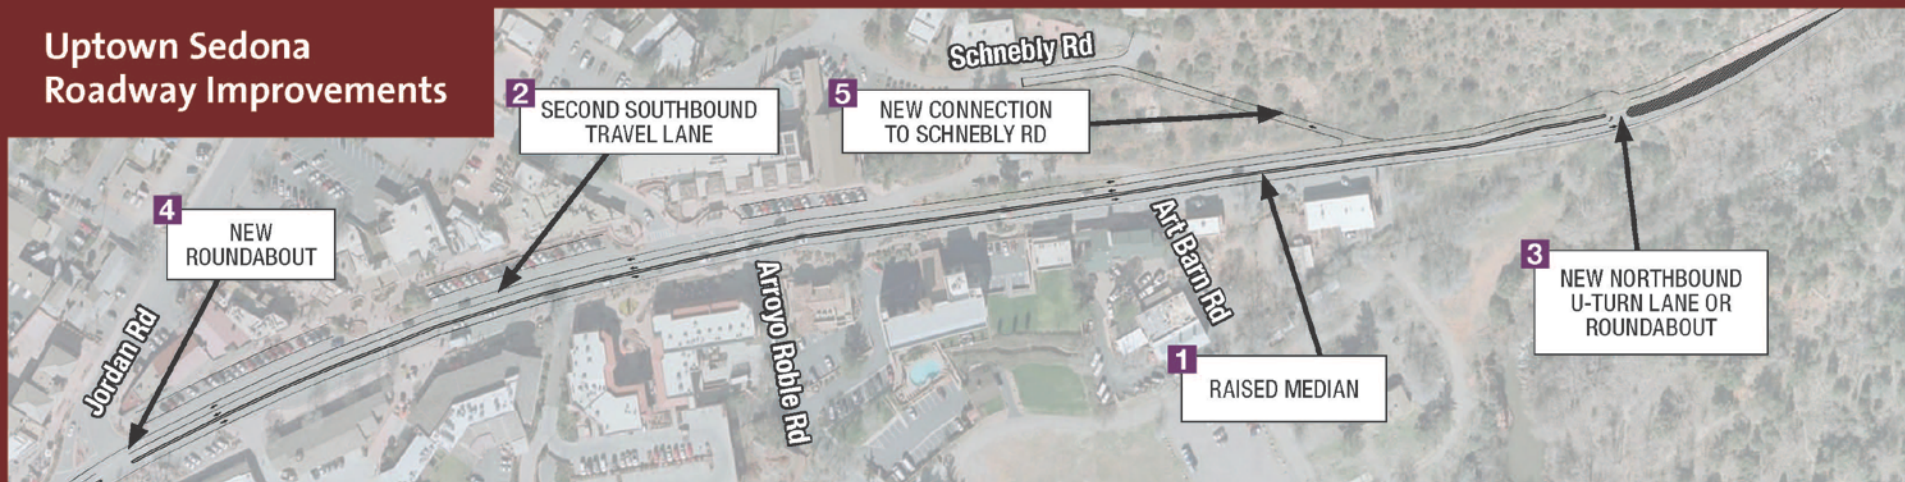 Uptown Sedona
Roadway Improvements
Schnebly Rd
2
SECOND SOUTHBOUND
TRAVEL LANE
5
NEW CONNECTION
TO SCHNEBLY RD
4
NEW
ROUNDABOUT
Jordan Rd
Arroyo Roble Rd
Art Barn Rd
3
NEW NORTHBOUND
U-TURN LANE OR
ROUNDABOUT
1
RAISED MEDIAN